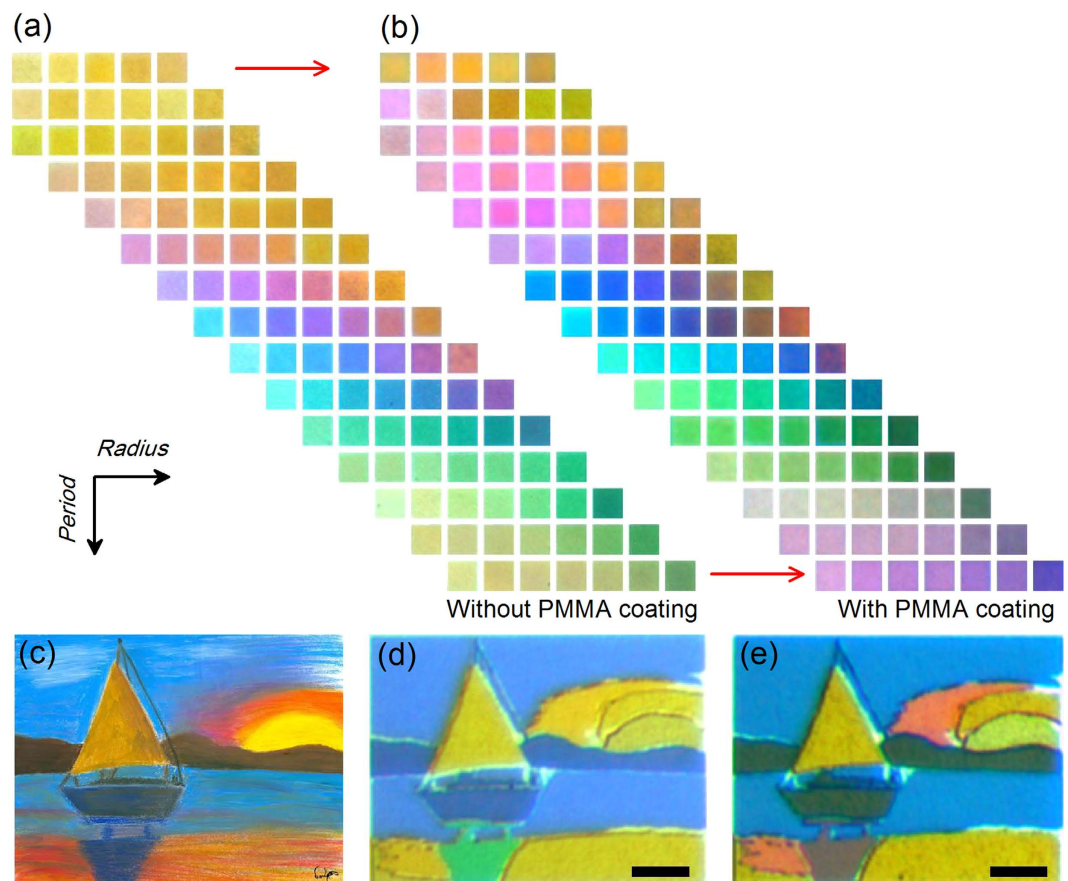 (a)
(b)
Radius
Period
Without PMMA coating
With PMMA coating
(c)
(d)
(e)